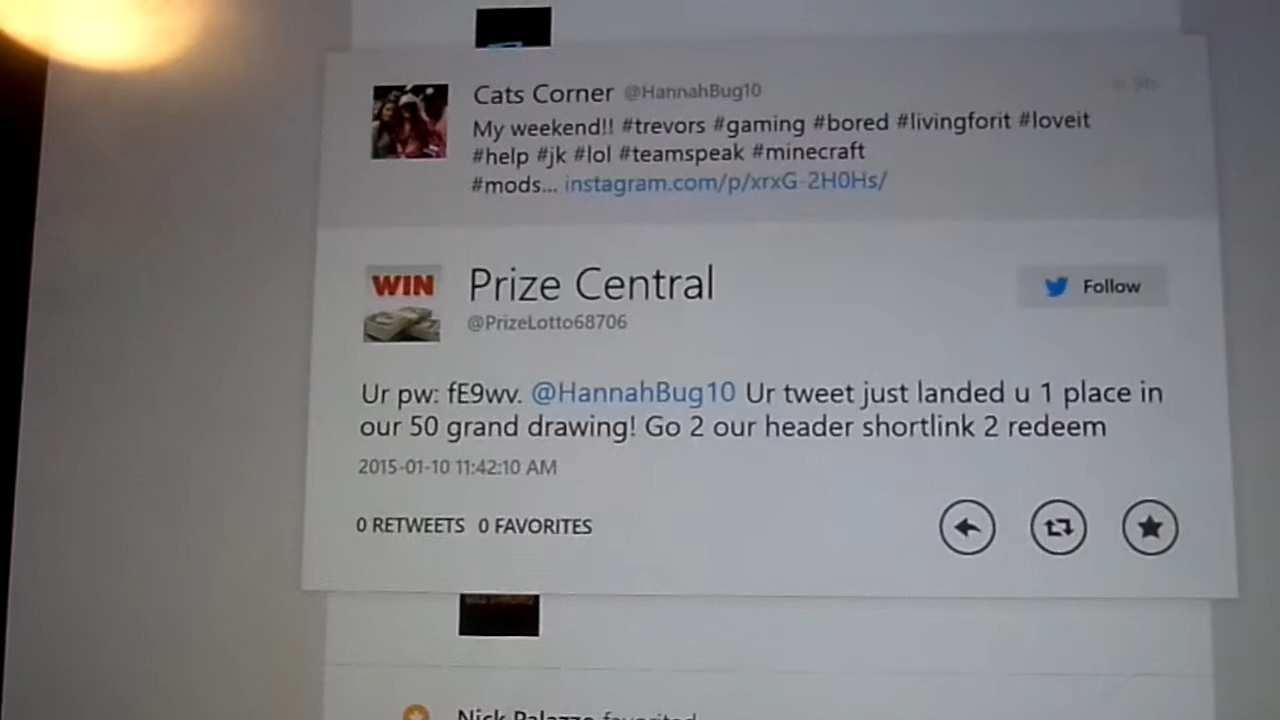 Cats Corner @HannahBug10
My weekend!! #trevors #gaming #bored #livingforit #loveit
#help #jk #lol #teamspeak #minecraft
#mods... instagram.com/p/xrxG-2H0Hs/
WIN
Prize Central
Follow
@PrizeLotto68706
Ur pw: fE9wv. @HannahBug10 Ur tweet just landed u 1 place in
our 50 grand drawing! Go 2 our header shortlink 2 redeem
2015-01-10 11:42:10 AM
0 RETWEETS 0 FAVORITES
Nick Palazzo favorited